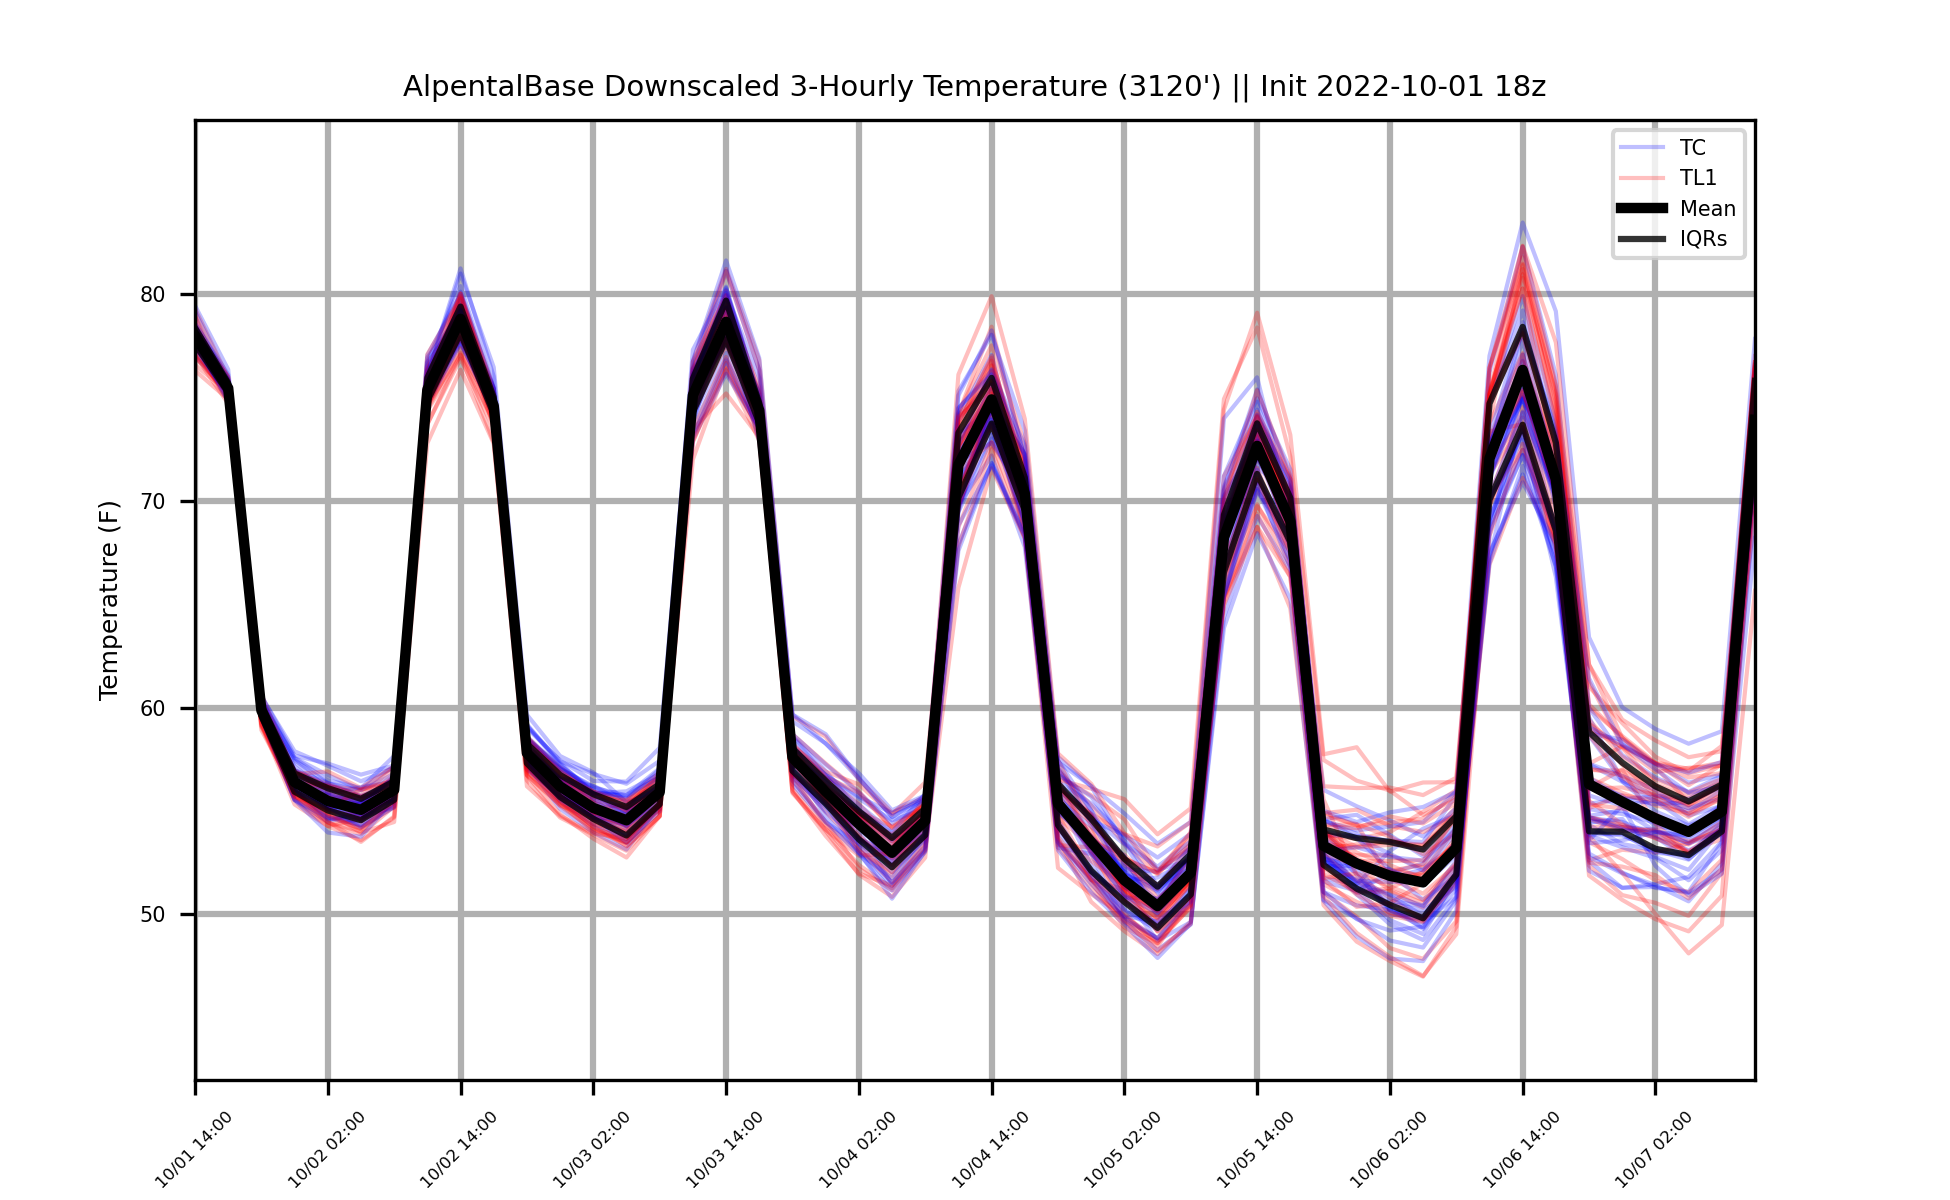 AlpentalBase Downscaled 3-Hourly Temperature (3120') || Init 2022-10-01 18z
TC
TL1
Mean
IQRs
Temperature (F)
80
70
60
50
10/01 14:00
10/02 02:00
10/02 14:00
10/03 02:00
10/03 14:00
10/04 02:00
10/04 14:00
10/05 02:00
10/05 14:00
10/06 02:00
10/06 14:00
10/07 02:00